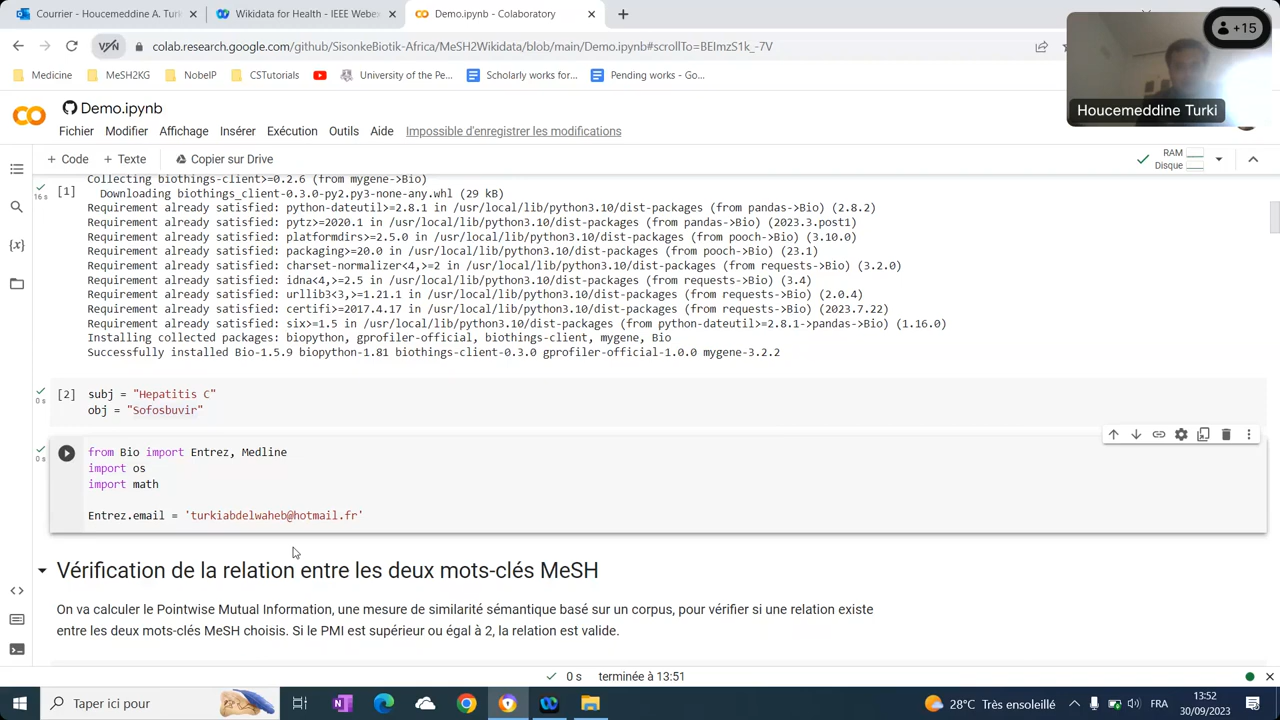 Courrier - Houcemeddine A. Turk
Wikidata for Health - IEEE Webex
Demo.ipynb - Colaboratory
+15
VPN
colab.research.google.com/github/SisonkeBiotik-Africa/MeSH2Wikidata/blob/main/Demo.ipynb#scrollTo=BElmzS1k_-7V
Medicine
MeSH2KG
NobelP
CSTutorials
University of the Pe...
Scholarly works for...
Pending works - Go...
Houcemeddine Turki
Demo.ipynb
Fichier Modifier Affichage Insérer Exécution Outils Aide Impossible d'enregistrer les modifications
+ Code + Texte Copier sur Drive
RAM
Disque
Collecting biothings-client>=0.2.6 (from mygene->Bio)
[1]
16 s
Downloading biothings_client-0.3.0-py2.py3-none-any.whl (29 kB)
Requirement already satisfied: python-dateutil>=2.8.1 in /usr/local/lib/python3.10/dist-packages (from pandas->Bio) (2.8.2)
Requirement already satisfied: pytz>=2020.1 in /usr/local/lib/python3.10/dist-packages (from pandas->Bio) (2023.3.post1)
Requirement already satisfied: platformdirs>=2.5.0 in /usr/local/lib/python3.10/dist-packages (from pooch->Bio) (3.10.0)
Requirement already satisfied: packaging>=20.0 in /usr/local/lib/python3.10/dist-packages (from pooch->Bio) (23.1)
Requirement already satisfied: charset-normalizer<4,>=2 in /usr/local/lib/python3.10/dist-packages (from requests->Bio) (3.2.0)
Requirement already satisfied: idna<4,>=2.5 in /usr/local/lib/python3.10/dist-packages (from requests->Bio) (3.4)
Requirement already satisfied: urllib3<3,>=1.21.1 in /usr/local/lib/python3.10/dist-packages (from requests->Bio) (2.0.4)
Requirement already satisfied: certifi>=2017.4.17 in /usr/local/lib/python3.10/dist-packages (from requests->Bio) (2023.7.22)
Requirement already satisfied: six>=1.5 in /usr/local/lib/python3.10/dist-packages (from python-dateutil>=2.8.1->pandas->Bio) (1.16.0)
Installing collected packages: biopython, gprofiler-official, biothings-client, mygene, Bio
Successfully installed Bio-1.5.9 biopython-1.81 biothings-client-0.3.0 gprofiler-official-1.0.0 mygene-3.2.2
[2] subj = "Hepatitis C"
0 s
obj = "Sofosbuvir"
from Bio import Entrez, Medline
0 s
import os
import math
Entrez.email = 'turkiabdelwaheb@hotmail.fr'
Vérification de la relation entre les deux mots-clés MeSH
On va calculer le Pointwise Mutual Information, une mesure de similarité sémantique basé sur un corpus, pour vérifier si une relation existe
entre les deux mots-clés MeSH choisis. Si le PMI est supérieur ou égal à 2, la relation est valide.
0 s terminée à 13:51
Taper ici pour
28°C Très ensoleillé
FRA
13:52
30/09/2023